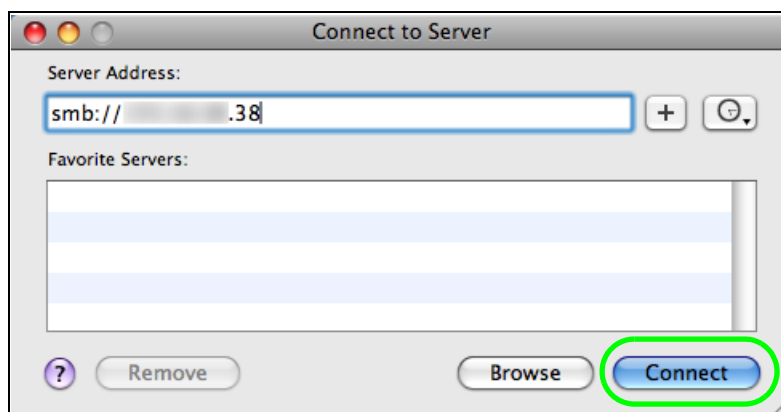 Connect to Server
Server Address:
smb:// .38
+
Favorite Servers:
? Remove Browse Connect